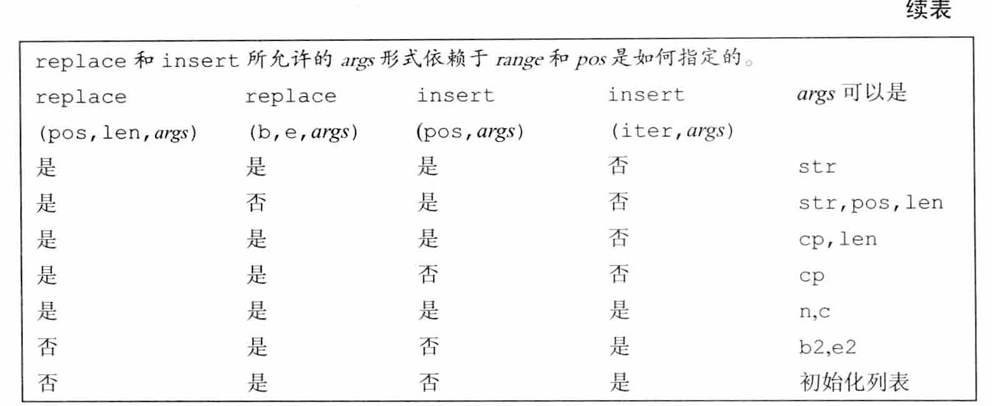 续表
replace 和 insert 所允许的 args 形式依赖于 range 和 pos 是如何指定的。
replace replace insert insert args 可以是
(pos,len,args) (b,e,args) (pos,args) (iter,args)
是 是 是 否 str
是 否 是 否 str,pos,len
是 是 是 否 cp,len
是 是 否 否 cp
是 是 是 是 n,c
否 是 否 是 b2,e2
否 是 否 是 初始化列表